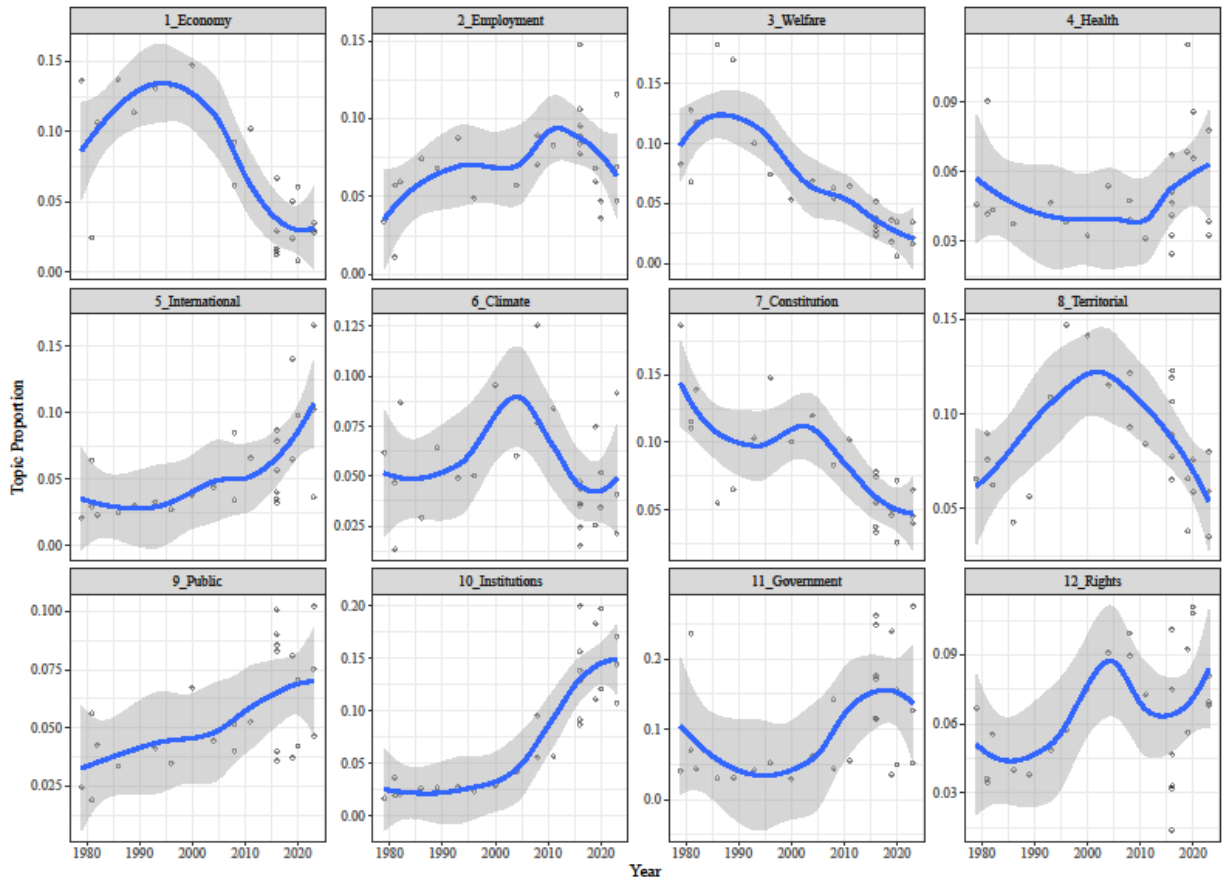 1_Economy 2_Employment 3_Welfare 4_Health
0.15 0.10 0.05 0.00
0.15 0.10 0.05 0.00
0.15 0.10 0.05 0.00
0.09 0.06 0.03
5_International 6_Climate 7_Constitution 8_Territorial
0.15 0.10 0.05 0.00
0.125 0.100 0.075 0.050 0.025
0.15 0.10 0.05
0.15 0.10 0.05
9_Public 10_Institutions 11_Government 12_Rights
0.100 0.075 0.050 0.025
0.20 0.15 0.10 0.05 0.00
0.2 0.1 0.0
0.09 0.06 0.03
1980 1990 2000 2010 2020 1980 1990 2000 2010 2020 1980 1990 2000 2010 2020 1980 1990 2000 2010 2020
Topic Proportion
Year